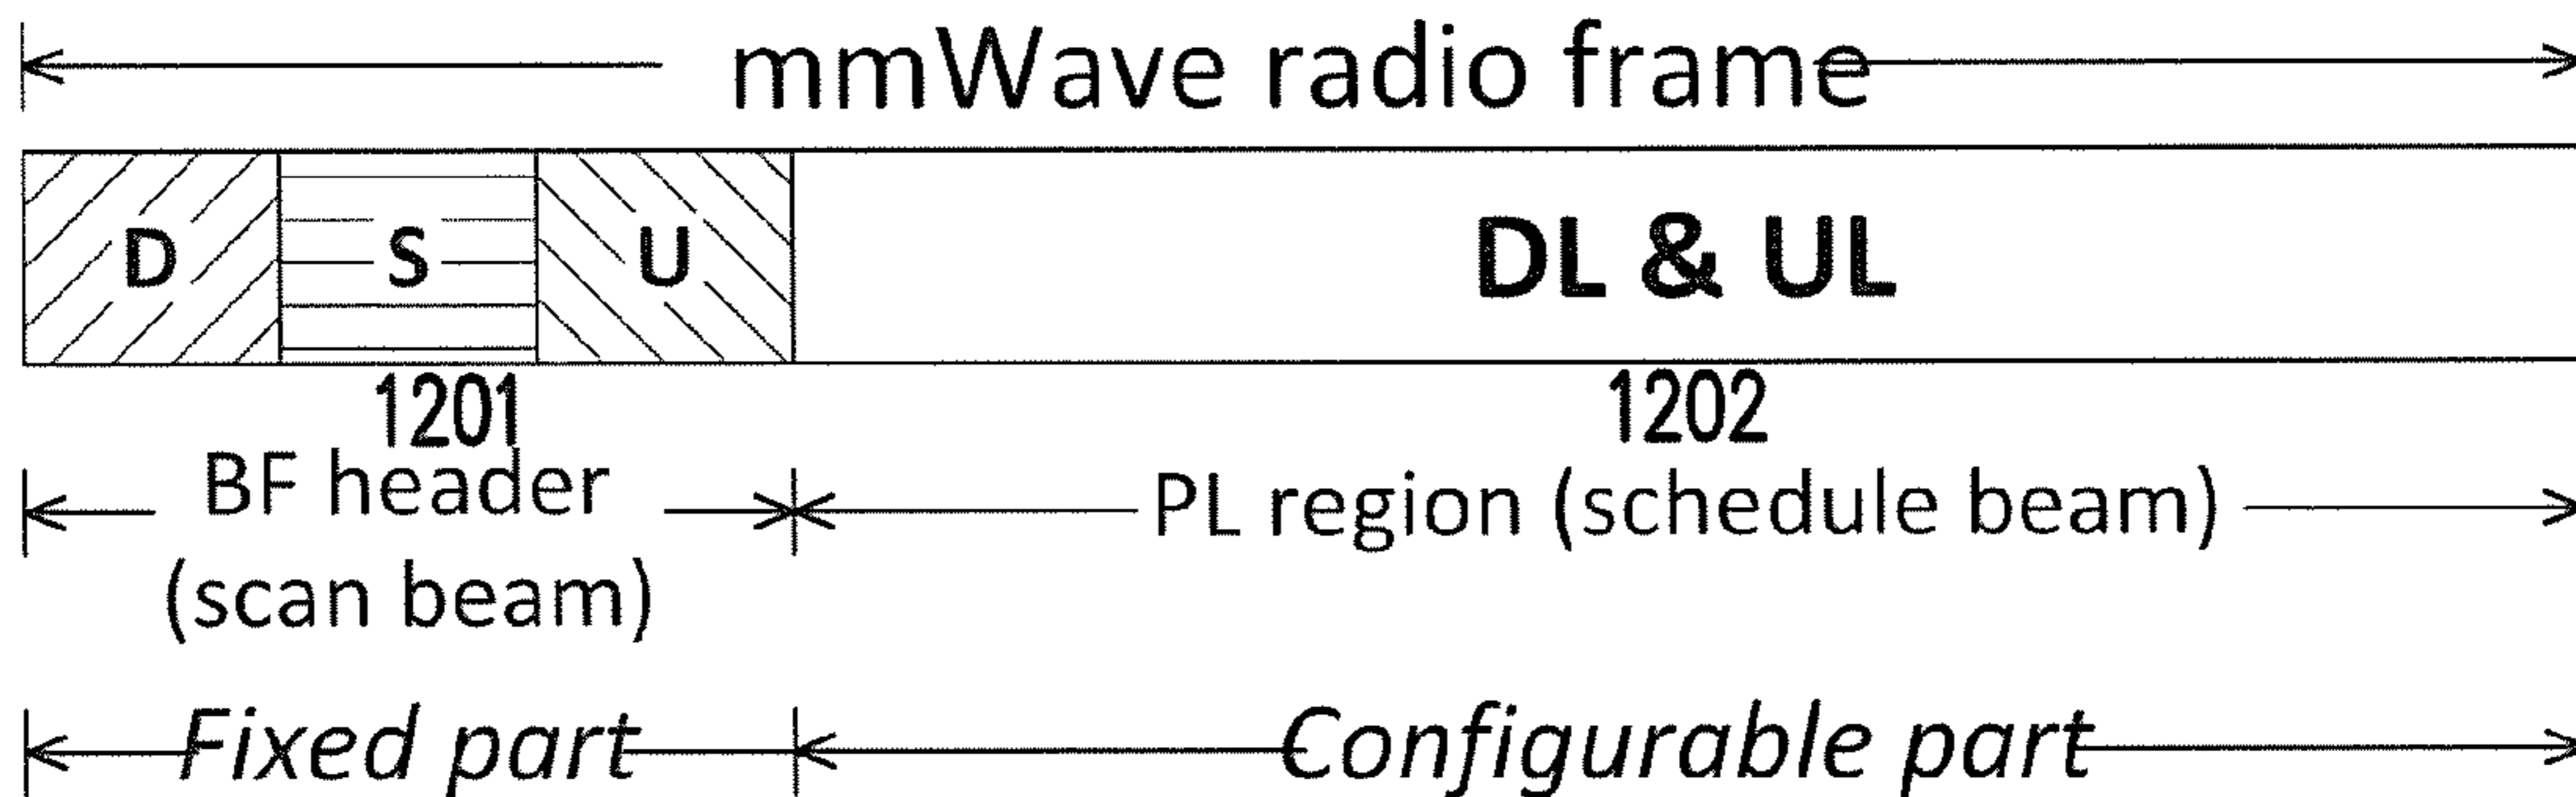 mmWave radio frame
D S U DL & UL
1201 1202
BF header PL region (schedule beam)
(scan beam)
Fixed part Configurable part